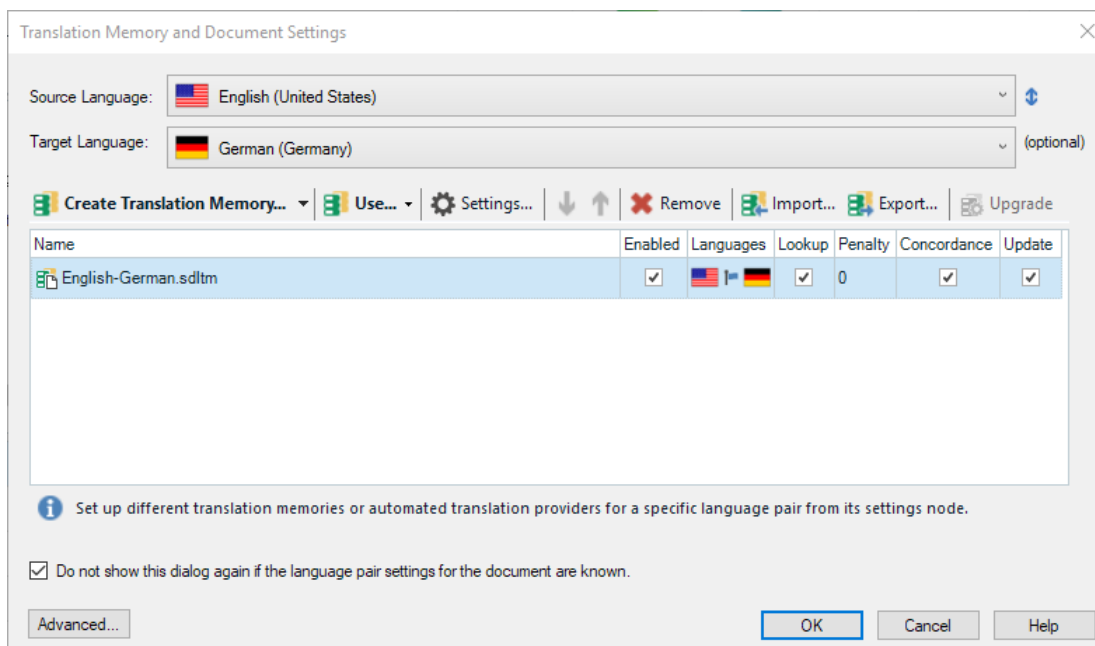 Translation Memory and Document Settings
Source Language: English (United States)
Target Language: German (Germany) (optional)
Create Translation Memory... Use... Settings... Remove Import... Export... Upgrade
Name Enabled Languages Lookup Penalty Concordance Update
English-German.sdltm 0
Set up different translation memories or automated translation providers for a specific language pair from its settings node.
Do not show this dialog again if the language pair settings for the document are known.
Advanced... OK Cancel Help